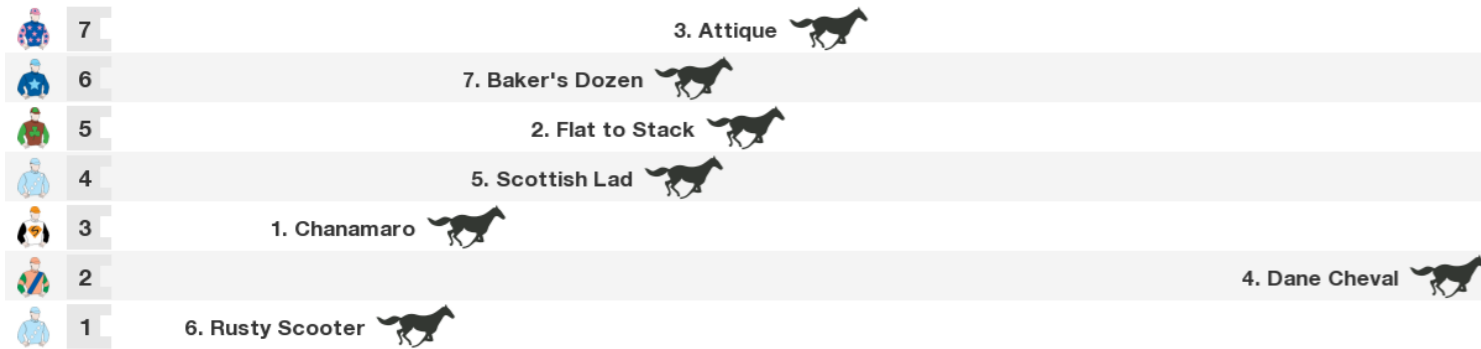 7 3. Attique
6 7. Baker's Dozen
5 2. Flat to Stack
4 5. Scottish Lad
3 1. Chanamaro
2 4. Dane Cheval
1 6. Rusty Scooter